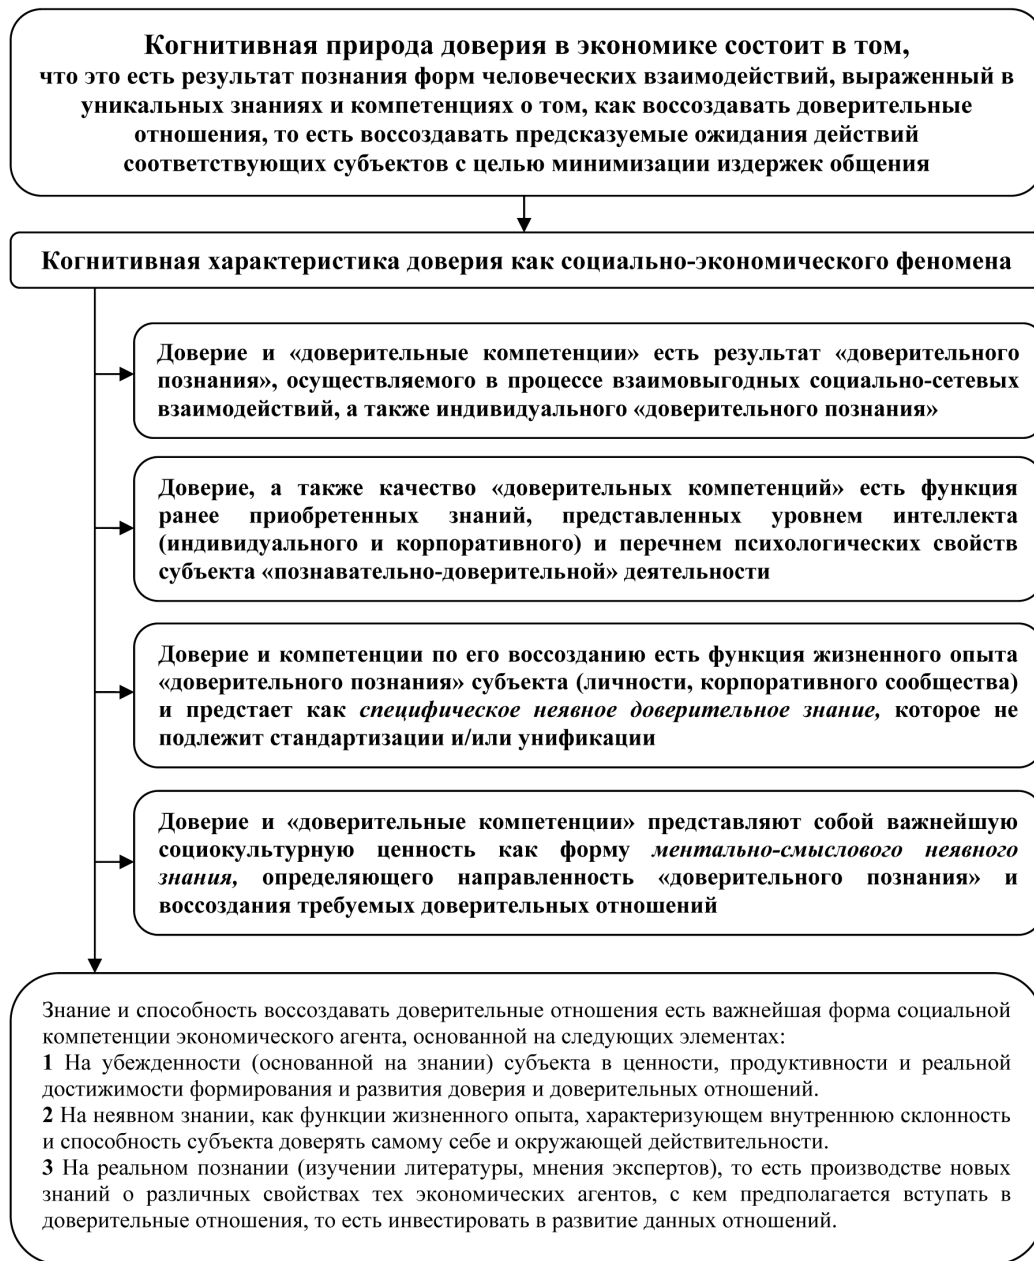 Когнитивная природа доверия в экономике состоит в том,
что это есть результат познания форм человеческих взаимодействий, выраженный в
уникальных знаниях и компетенциях о том, как воссоздавать доверительные
отношения, то есть воссоздавать предсказуемые ожидания действий
соответствующих субъектов с целью минимизации издержек общения
Когнитивная характеристика доверия как социально-экономического феномена
Доверие и «доверительные компетенции» есть результат «доверительного
познания», осуществляемого в процессе взаимовыгодных социально-сетевых
взаимодействий, а также индивидуального «доверительного познания»
Доверие, а также качество «доверительных компетенций» есть функция
ранее приобретенных знаний, представленных уровнем интеллекта
(индивидуального и корпоративного) и перечнем психологических свойств
субъекта «познавательно-доверительной» деятельности
Доверие и компетенции по его воссозданию есть функция жизненного опыта
«доверительного познания» субъекта (личности, корпоративного сообщества)
и предстает как специфическое неявное доверительное знание, которое не
подлежит стандартизации и/или унификации
Доверие и «доверительные компетенции» представляют собой важнейшую
социокультурную ценность как форму ментально-смыслового неявного
знания, определяющего направленность «доверительного познания» и
воссоздания требуемых доверительных отношений
Знание и способность воссоздавать доверительные отношения есть важнейшая форма социальной
компетенции экономического агента, основанной на следующих элементах:
1 На убежденности (основанной на знании) субъекта в ценности, продуктивности и реальной
достижимости формирования и развития доверия и доверительных отношений.
2 На неявном знании, как функции жизненного опыта, характеризующем внутреннюю склонность
и способность субъекта доверять самому себе и окружающей действительности.
3 На реальном познании (изучении литературы, мнения экспертов), то есть производстве новых
знаний о различных свойствах тех экономических агентов, с кем предполагается вступать в
доверительные отношения, то есть инвестировать в развитие данных отношений.